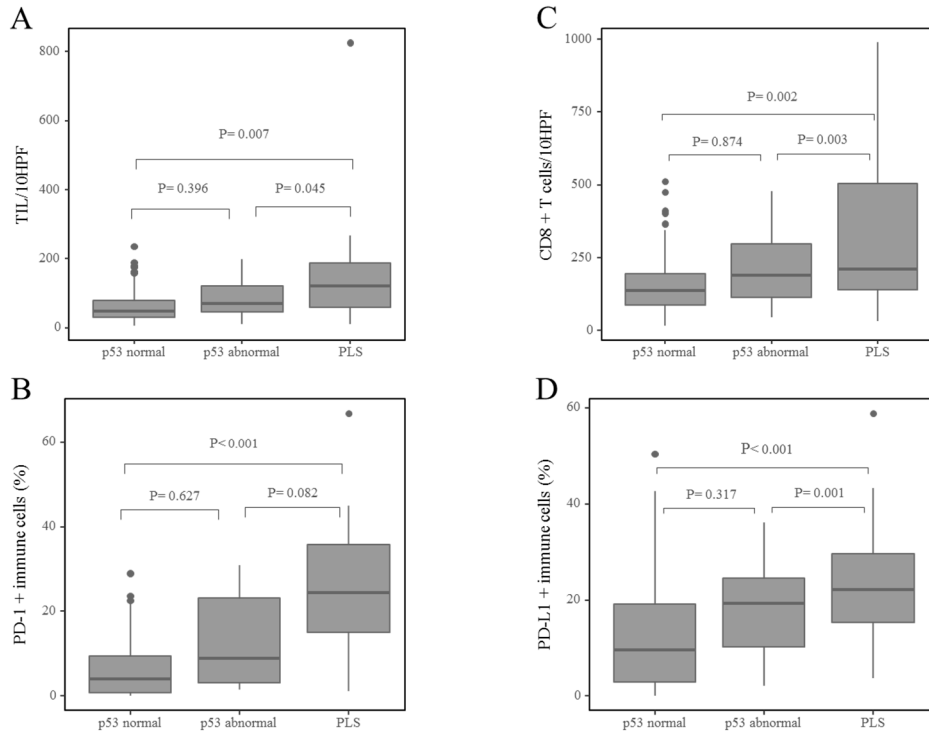 A
TIL/10HPF
800
600
400
200
0
P= 0.007
P= 0.396
P= 0.045
p53 normal
p53 abnormal
PLS
C
CD8 + T cells/10HPF
1000
750
500
250
0
P= 0.002
P= 0.874
P= 0.003
p53 normal
p53 abnormal
PLS
B
PD-1 + immune cells (%)
60
40
20
0
P< 0.001
P= 0.627
P= 0.082
p53 normal
p53 abnormal
PLS
D
PD-L1 + immune cells (%)
60
40
20
0
P< 0.001
P= 0.317
P= 0.001
p53 normal
p53 abnormal
PLS